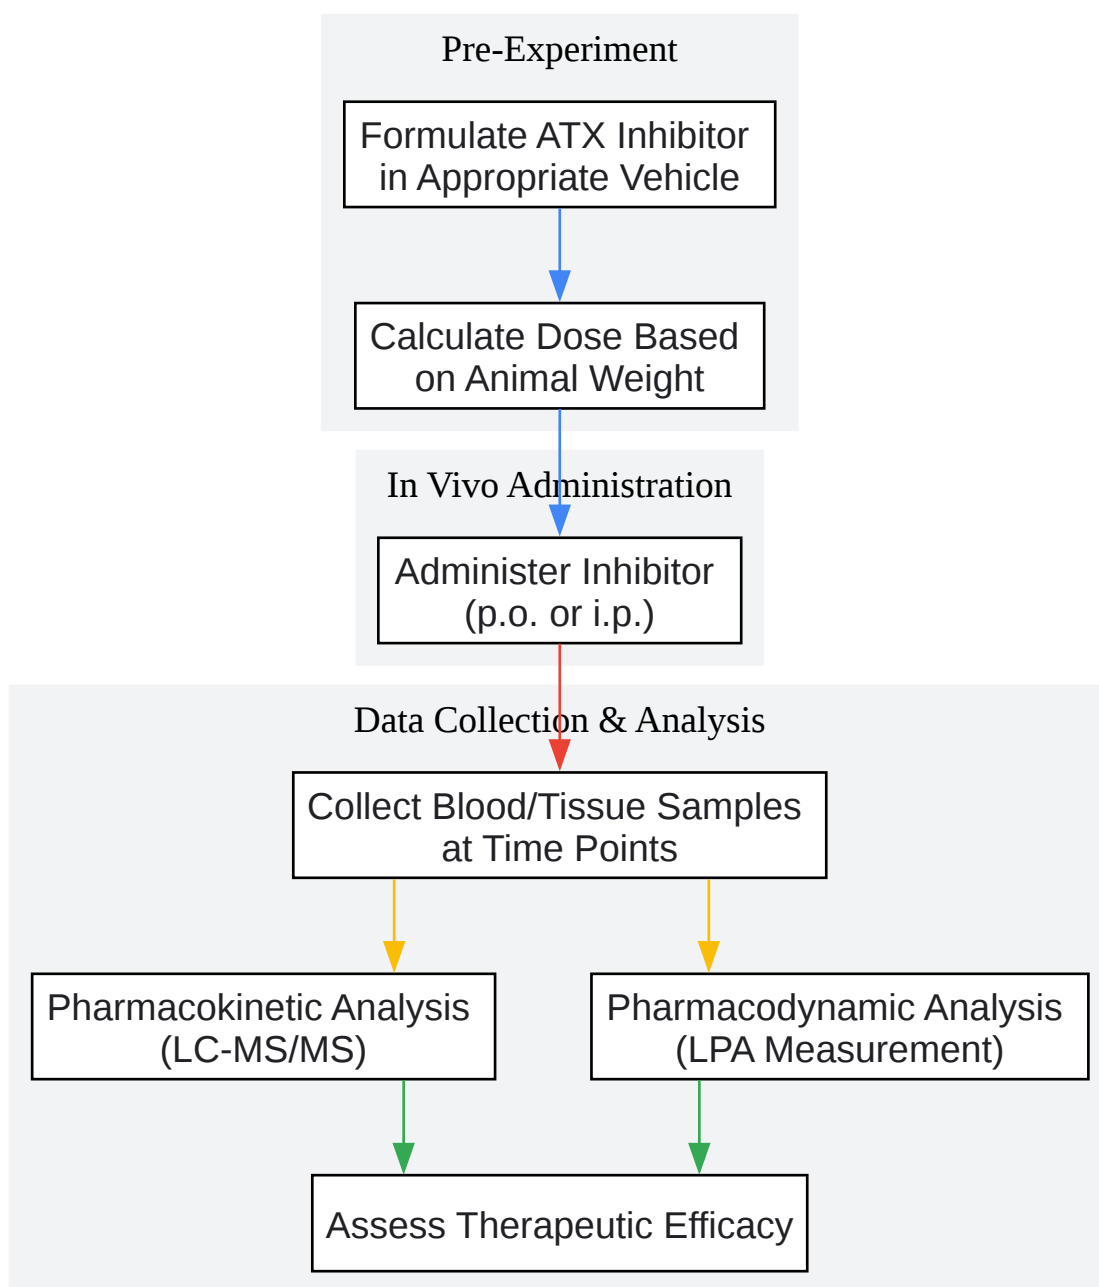 Pre-Experiment
Formulate ATX Inhibitor
in Appropriate Vehicle
Calculate Dose Based
on Animal Weight
In Vivo Administration
Administer Inhibitor
(p.o. or i.p.)
Data Collection & Analysis
Collect Blood/Tissue Samples
at Time Points
Pharmacokinetic Analysis
(LC-MS/MS)
Pharmacodynamic Analysis
(LPA Measurement)
Assess Therapeutic Efficacy